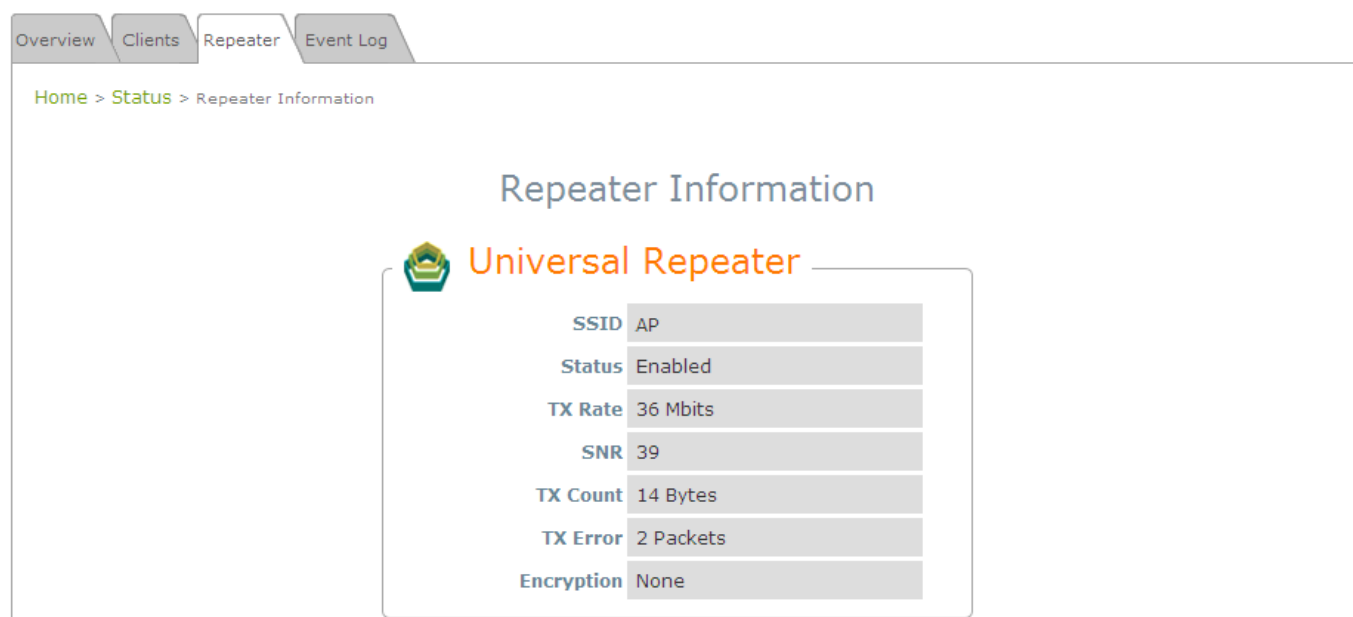 Overview Clients Repeater Event Log
Home > Status > Repeater Information
Repeater Information
Universal Repeater
SSID AP
Status Enabled
TX Rate 36 Mbits
SNR 39
TX Count 14 Bytes
TX Error 2 Packets
Encryption None